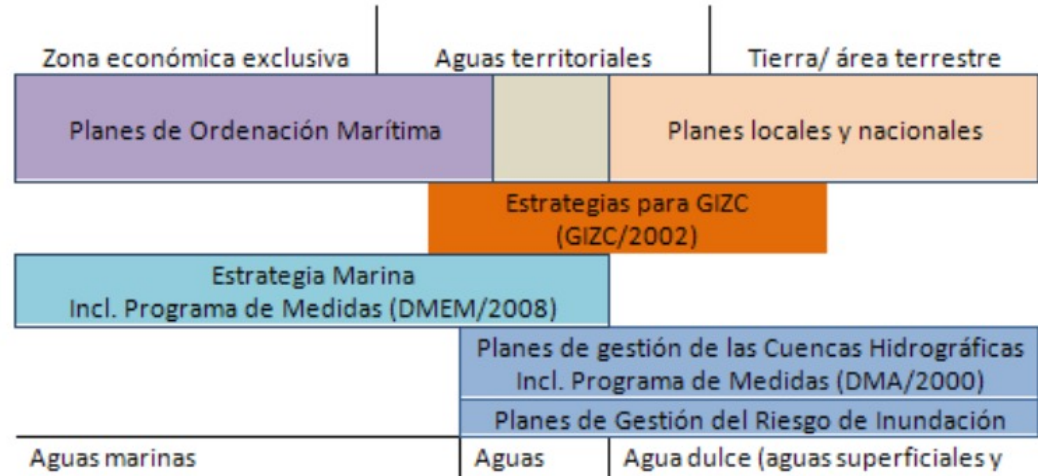 Zona económica exclusiva
Aguas territoriales
Tierra/ área terrestre
Planes de Ordenación Marítima
Planes locales y nacionales
Estrategias para GIZC
(GIZC/2002)
Estrategia Marina
Incl. Programa de Medidas (DMEM/2008)
Planes de gestión de las Cuencas Hidrográficas
Incl. Programa de Medidas (DMA/2000)
Planes de Gestión del Riesgo de Inundación
Aguas marinas
Aguas
Agua dulce (aguas superficiales y